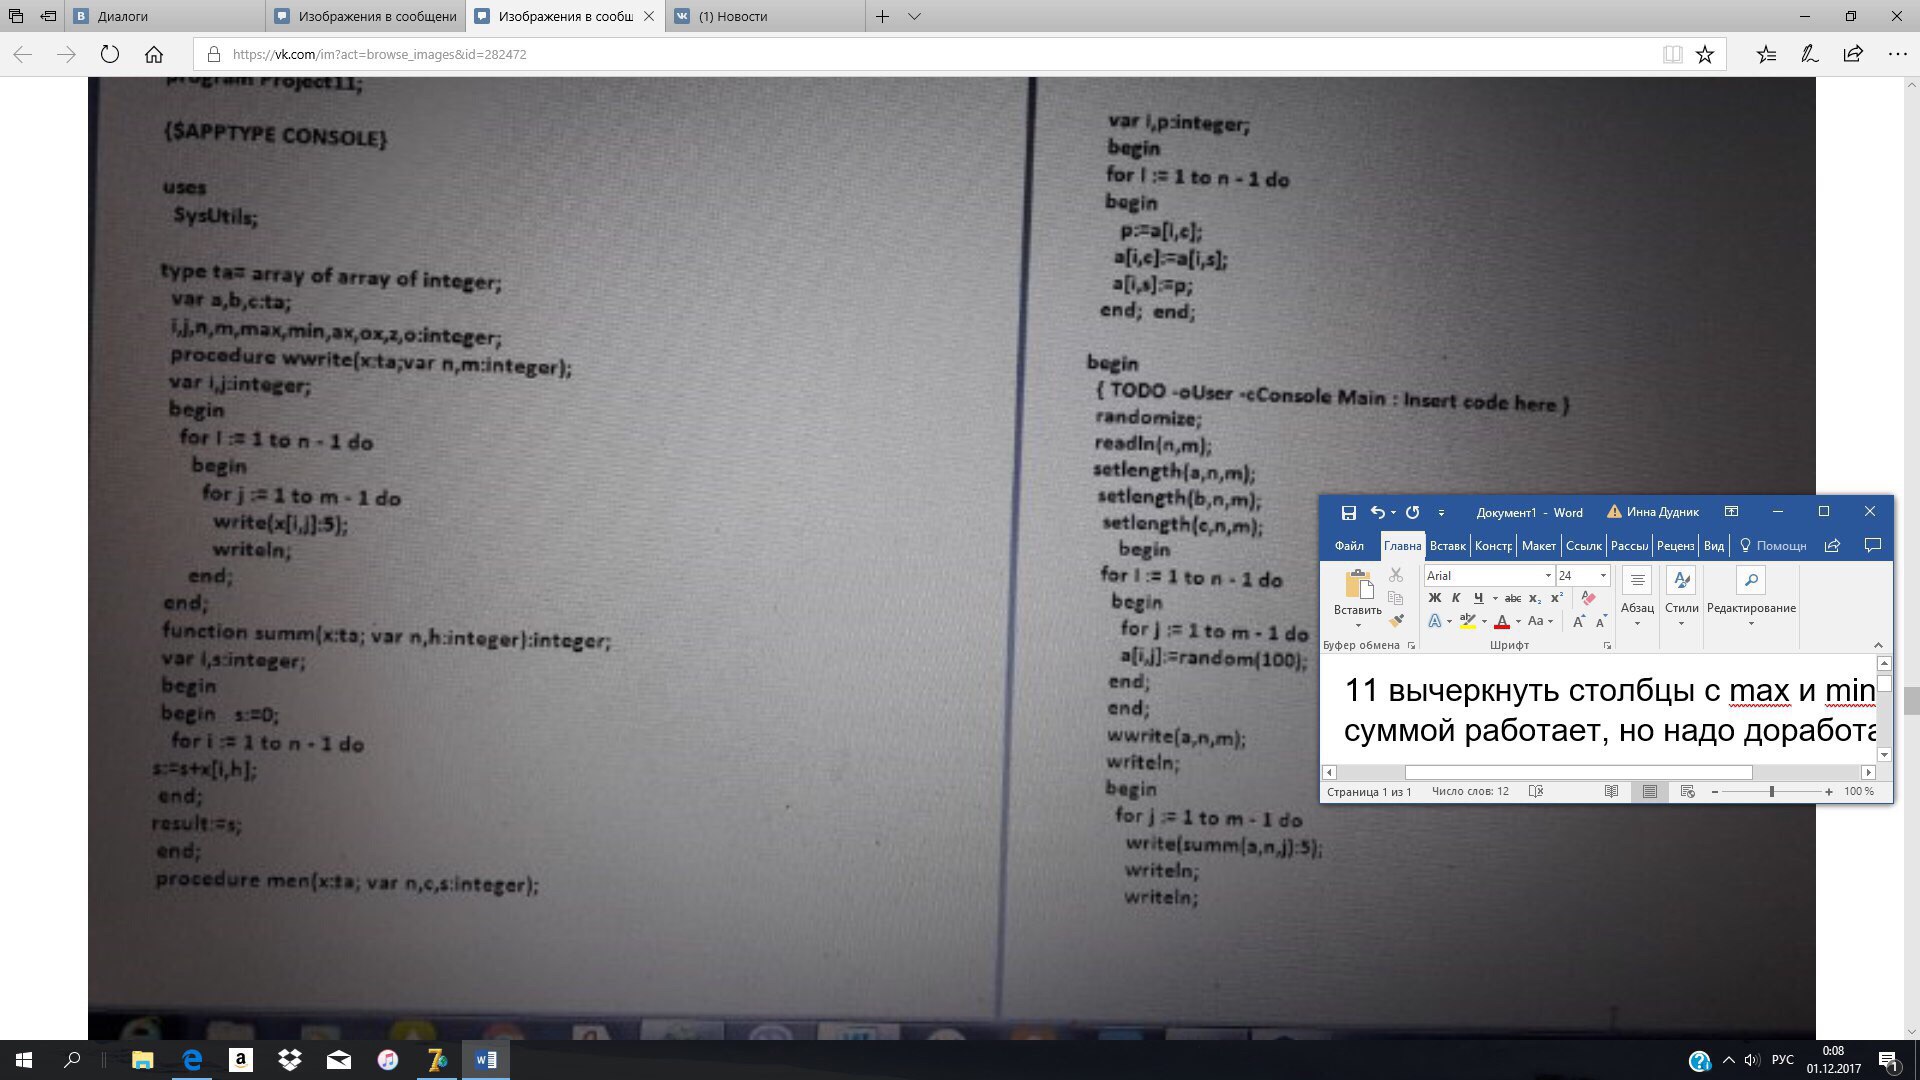 Диалоги
Изображения в сообщени
Изображения в сообщ
(1) Новости
https://vk.com/im?act=browse_images&id=282472
program Project11;
{$APPTYPE CONSOLE}
uses
SysUtils;
type ta= array of array of integer;
var a,b,c:ta;
i,j,n,m,max,min,ax,ox,z,o:integer;
procedure wwrite(x:ta;var n,m:integer);
var i,j:integer;
begin
for I := 1 to n - 1 do
begin
for j := 1 to m - 1 do
write(x[i,j]:5);
writeln;
end;
end;
function summ(x:ta; var n,h:integer):integer;
var i,s:integer;
begin
begin s:=0;
for i := 1 to n - 1 do
s:=s+x[i,h];
end;
result:=s;
end;
procedure men(x:ta; var n,c,s:integer);
var i,p:integer;
begin
for I := 1 to n - 1 do
begin
p:=a[i,c];
a[i,c]:=a[i,s];
a[i,s]:=p;
end; end;
begin
{ TODO -oUser -cConsole Main : Insert code here }
randomize;
readln(n,m);
setlength(a,n,m);
setlength(b,n,m);
setlength(c,n,m);
begin
for I := 1 to n - 1 do
begin
for j := 1 to m - 1 do
a[i,j]:=random(100);
end;
end;
wwrite(a,n,m);
writeln;
begin
for j := 1 to m - 1 do
write(summ(a,n,j):5);
writeln;
writeln;
Документ1 - Word
Инна Дудник
Файл Главна Вставк Констр Макет Ссылк Рассыл Реценз Вид Помощн
Arial 24
Вставить
Ж К Ч abc x₂ x²
Абзац Стили Редактирование
Aa
Буфер обмена Шрифт
11 вычеркнуть столбцы с max и min
суммой работает, но надо доработа
Страница 1 из 1 Число слов: 12 100 %
РУС
0:08
01.12.2017
1